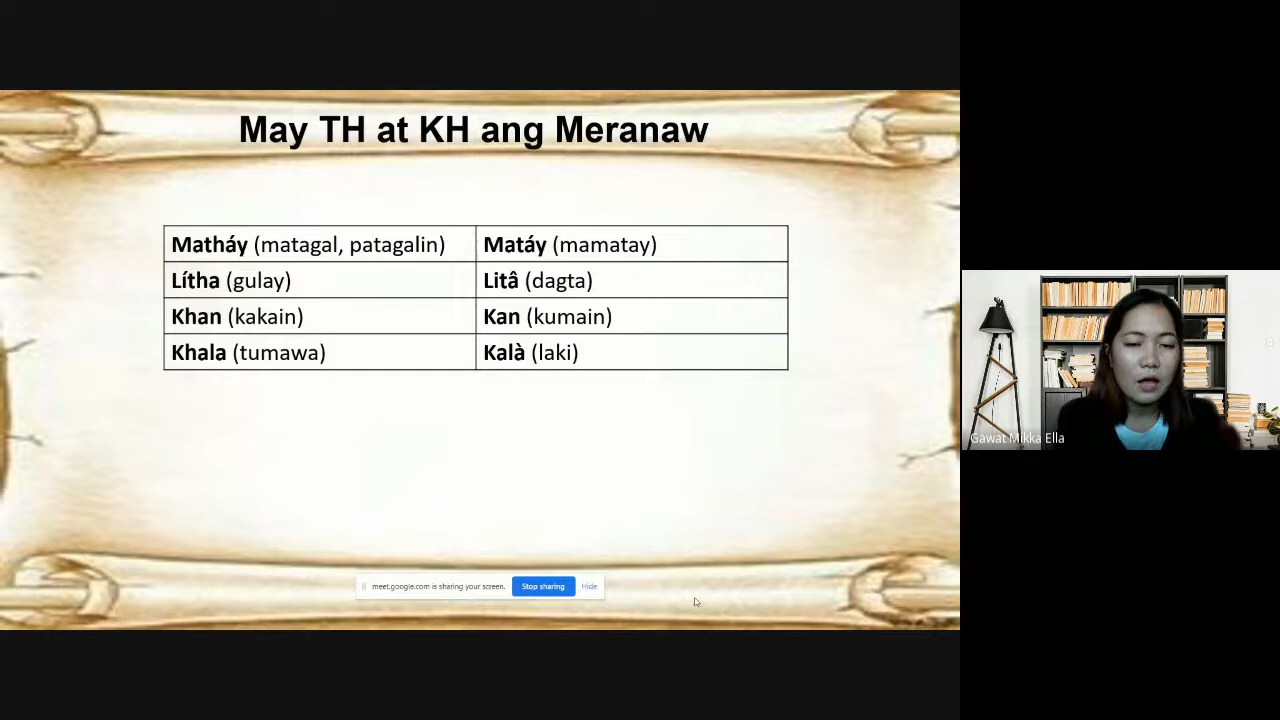 May TH at KH ang Meranaw
Matháy (matagal, patagalin) Matáy (mamatay)
Lítha (gulay) Litâ (dagta)
Khan (kakain) Kan (kumain)
Khala (tumawa) Kalà (laki)
Gawat Mikka Ella
meet.google.com is sharing your screen. Stop sharing Hide